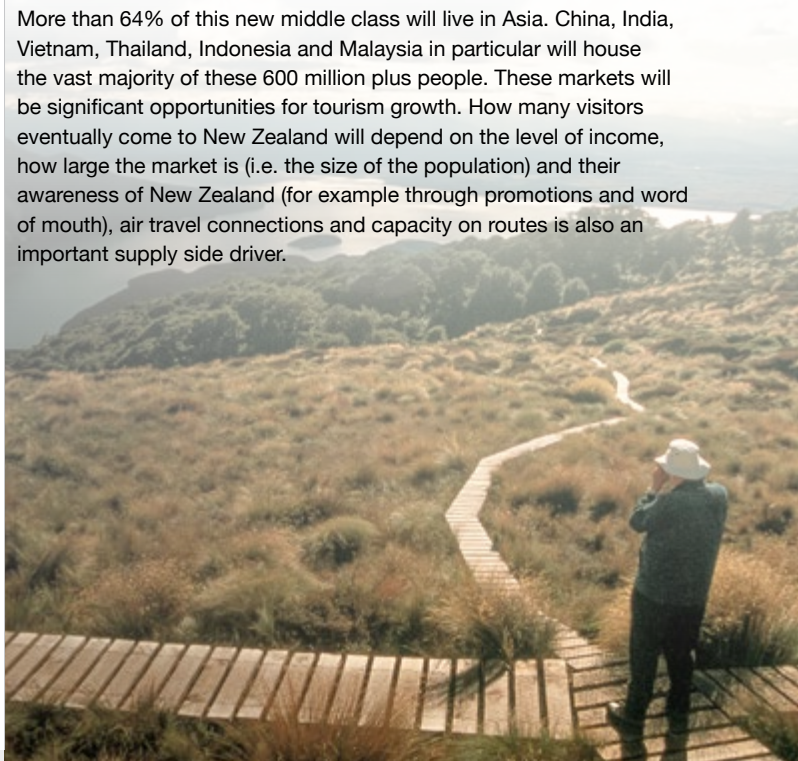 More than 64% of this new middle class will live in Asia. China, India,
Vietnam, Thailand, Indonesia and Malaysia in particular will house
the vast majority of these 600 million plus people. These markets will
be significant opportunities for tourism growth. How many visitors
eventually come to New Zealand will depend on the level of income,
how large the market is (i.e. the size of the population) and their
awareness of New Zealand (for example through promotions and word
of mouth), air travel connections and capacity on routes is also an
important supply side driver.